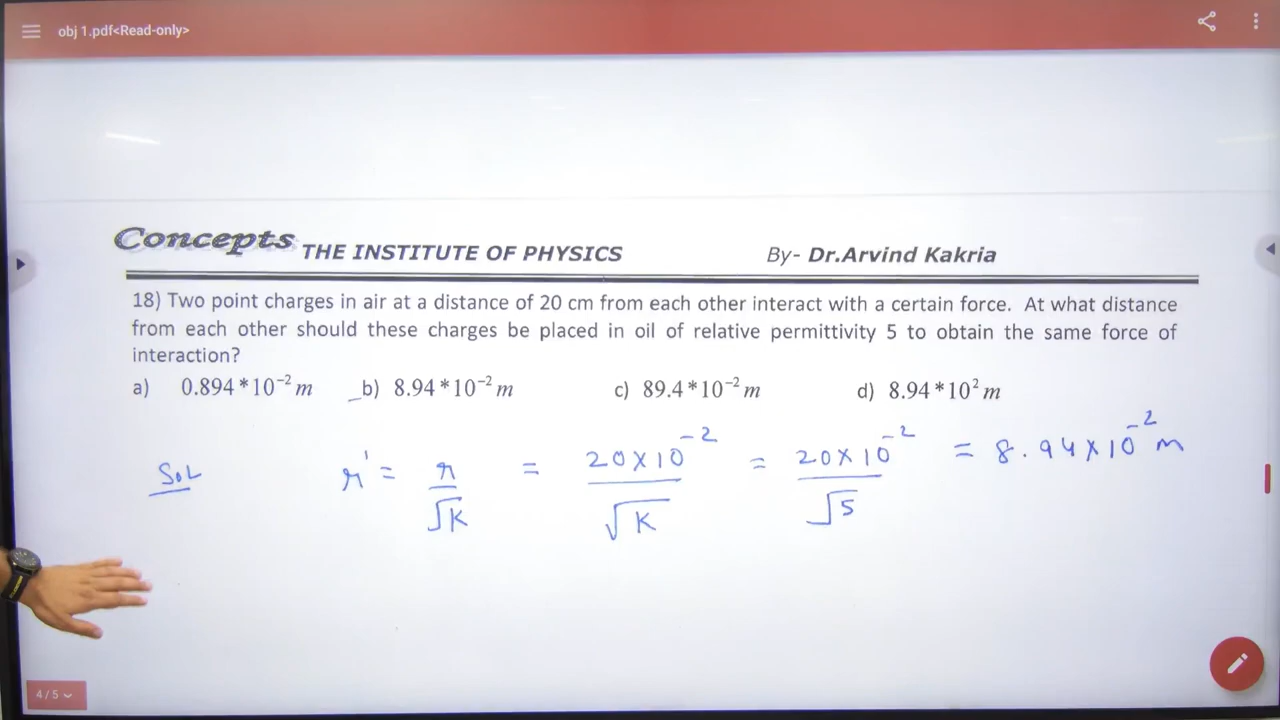 obj 1.pdf<Read-only>
Concepts THE INSTITUTE OF PHYSICS By- Dr.Arvind Kakria
18) Two point charges in air at a distance of 20 cm from each other interact with a certain force. At what distance
from each other should these charges be placed in oil of relative permittivity 5 to obtain the same force of
interaction?
a) 0.894*10⁻² m b) 8.94*10⁻² m c) 89.4*10⁻² m d) 8.94*10² m
SOL r' = r/√K = 20×10⁻²/√K = 20×10⁻²/√5 = 8.94×10⁻² m
4/5